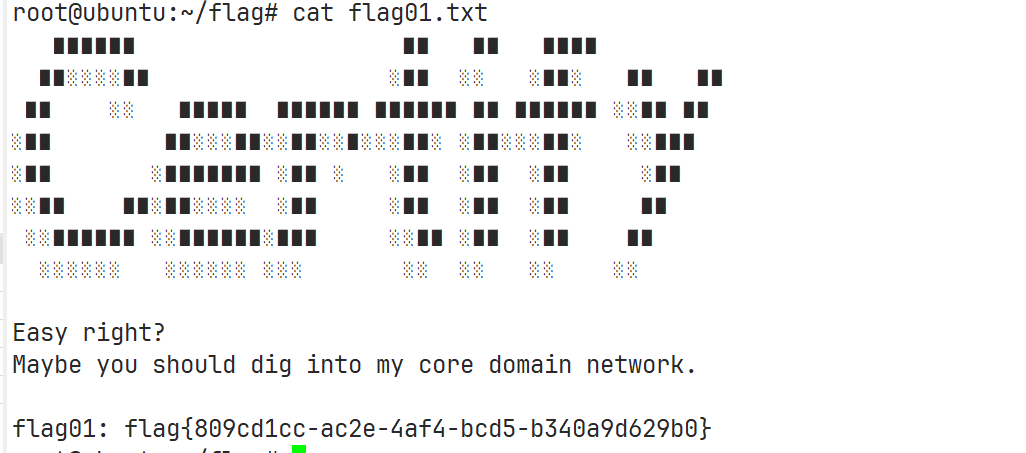 root@ubuntu:~/flag# cat flag01.txt
Certify
Easy right?
Maybe you should dig into my core domain network.
flag01: flag{809cd1cc-ac2e-4af4-bcd5-b340a9d629b0}